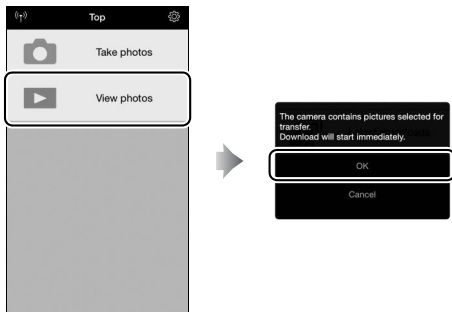 Top
Take photos
View photos
The camera contains pictures selected for
transfer.
Download will start immediately.
OK
Cancel